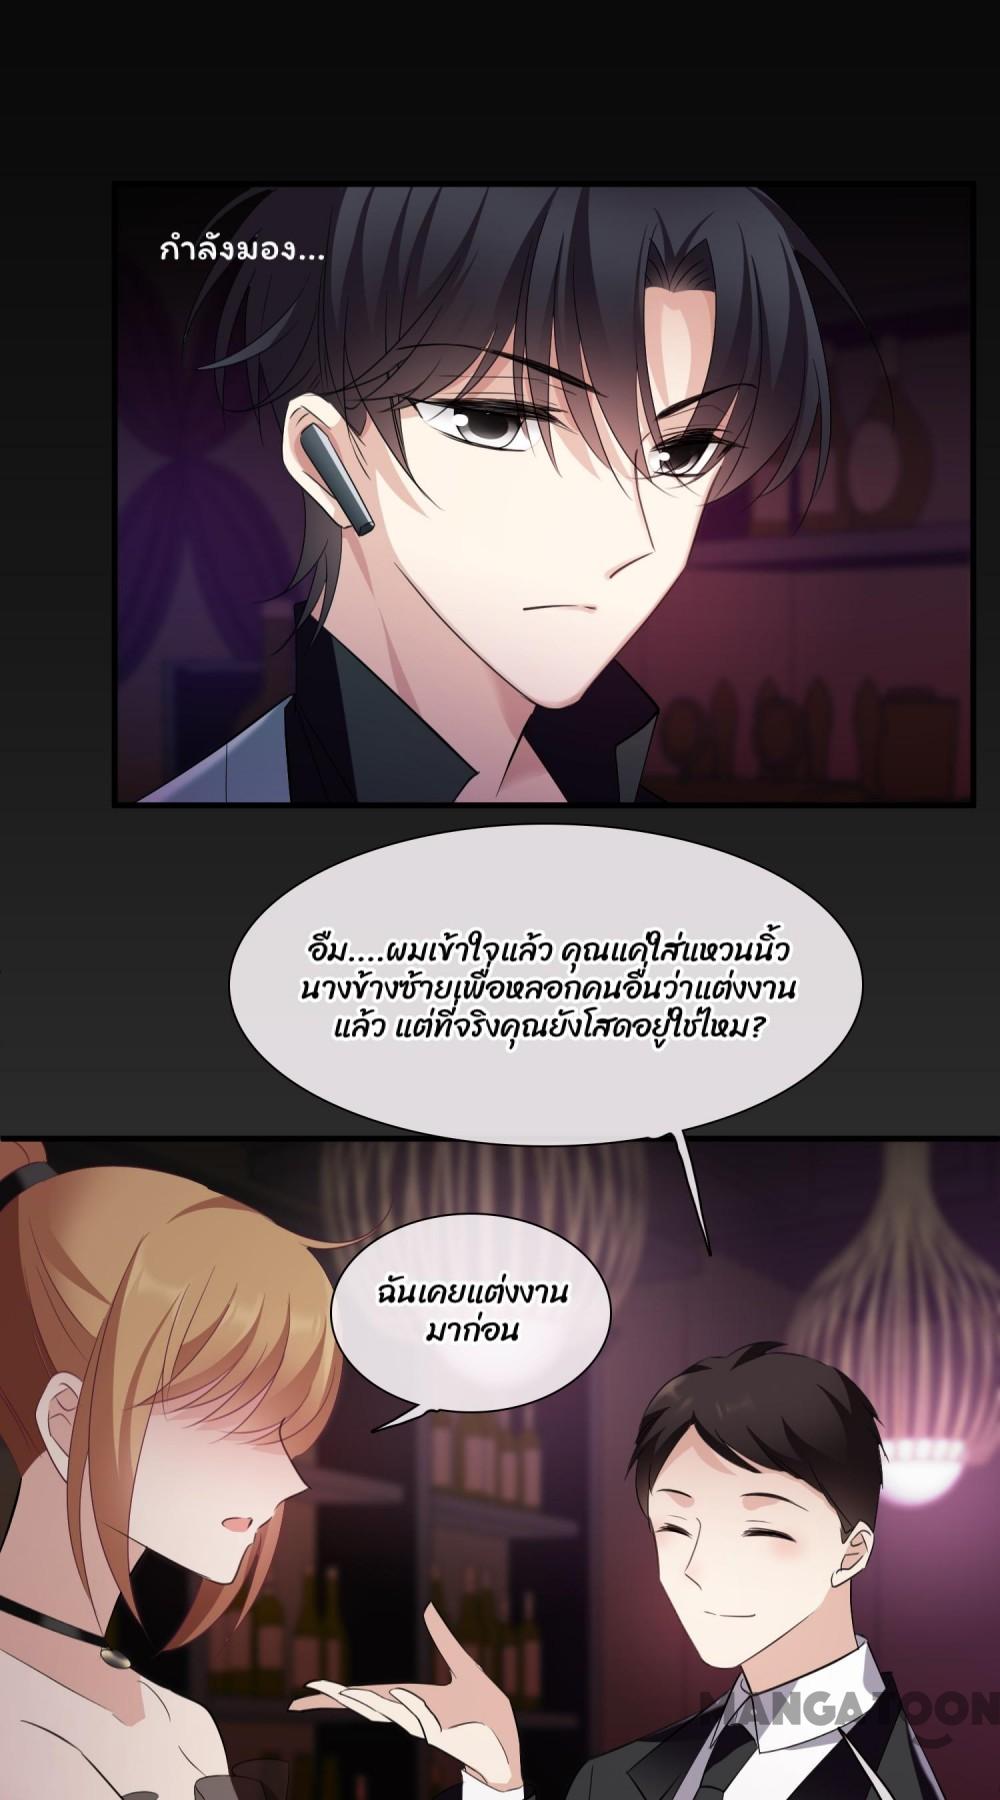 กำลังมอง...
อืม....ผมเข้าใจแล้ว คุณแค่ใส่แหวนนิ้ว
นางข้างซ้ายเพื่อหลอกคนอื่นว่าแต่งงาน
แล้ว แต่ที่จริงคุณยังโสดอยู่ใช่ไหม?
ฉันเคยแต่งงาน
มาก่อน
MANGATOON